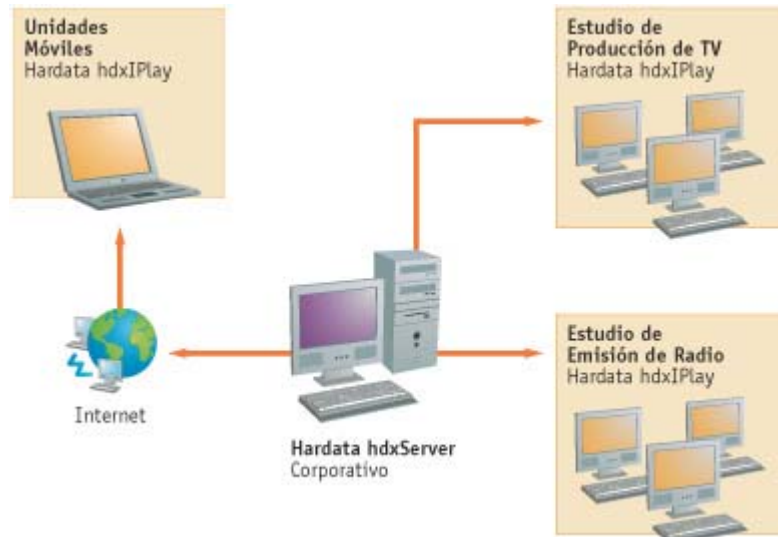 Unidades
Móviles
Hardata hdxIPlay
Estudio de
Producción de TV
Hardata hdxIPlay
Internet
Hardata hdxServer
Corporativo
Estudio de
Emisión de Radio
Hardata hdxIPlay